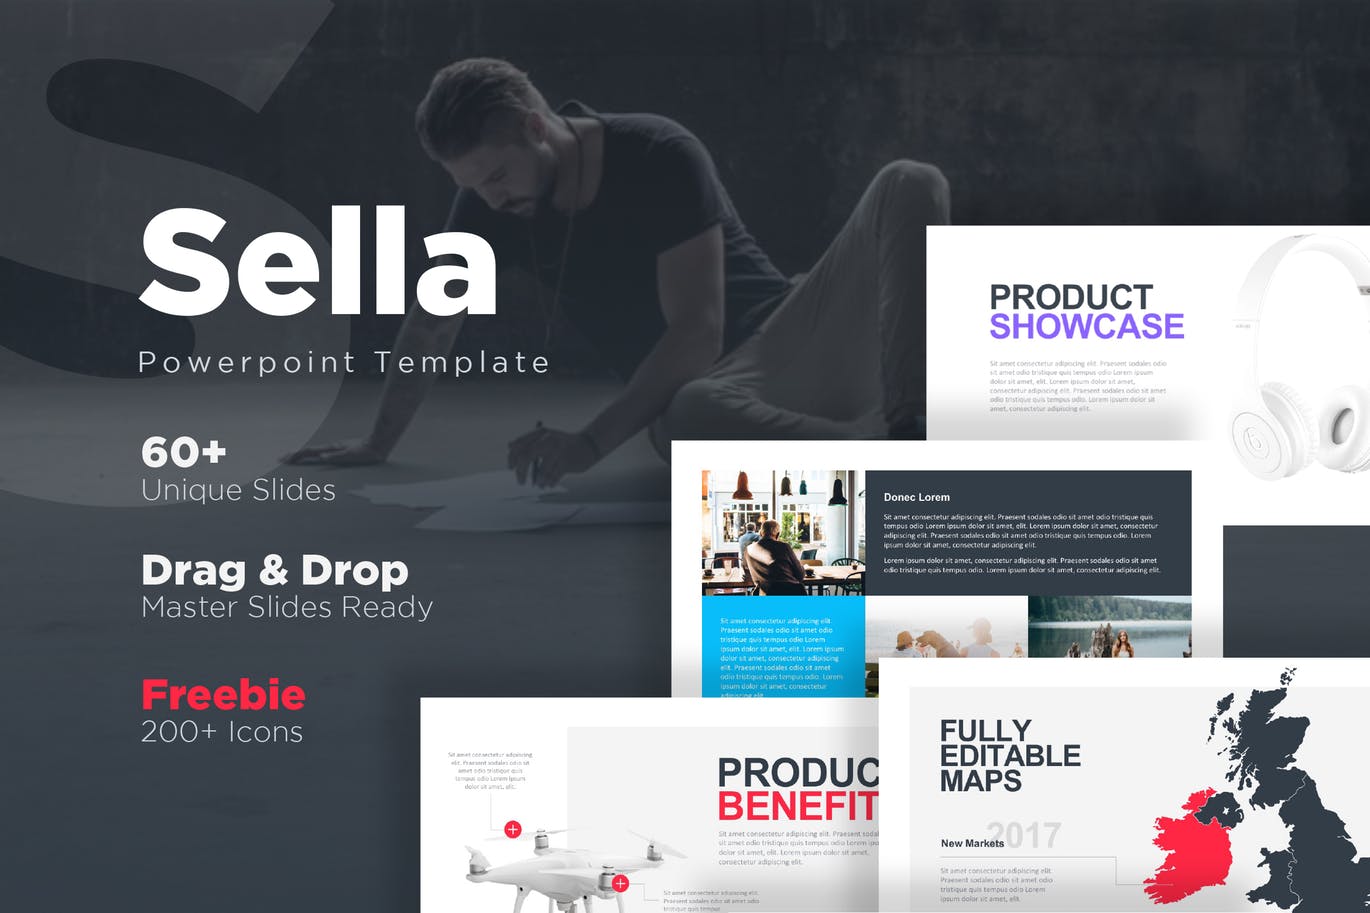 Sella
Powerpoint Template
60+
Unique Slides
Drag & Drop
Master Slides Ready
Freebie
200+ Icons
PRODUCT
SHOWCASE
Sit amet consectetur adipiscing elit. Praesent sodales odio
sit amet odio tristique quis tempus odio Lorem ipsum
dolor sit amet, elit. Lorem ipsum dolor sit amet,
consectetur adipiscing elit. Praesent sodales odio sit amet
odio tristique quis tempus odio. Lorem ipsum dolor sit
amet, consectetur adipiscing elit.
Donec Lorem
Sit amet consectetur adipiscing elit. Praesent sodales odio sit amet odio tristique quis
tempus odio Lorem ipsum dolor sit amet, elit. Lorem ipsum dolor sit amet, consectetur
adipiscing elit. Praesent sodales odio sit amet odio tristique quis tempus odio. Lorem
ipsum dolor sit amet, consectetur adipiscing elit.
Lorem ipsum dolor sit amet, consectetur adipiscing elit. Praesent sodales odio sit amet
odio tristique quis tempus odio. Lorem ipsum dolor sit amet, consectetur adipiscing elit.
Sit amet consectetur adipiscing elit.
Praesent sodales odio sit amet odio
tristique quis tempus odio Lorem
ipsum dolor sit amet, elit. Lorem ipsum
dolor sit amet, consectetur adipiscing
elit. Praesent sodales odio sit amet
odio tristique quis tempus odio. Lorem
ipsum dolor sit amet, consectetur
adipiscing elit.
Sit amet consectetur adipiscing
elit. Praesent sodales odio sit
amet odio tristique quis
tempus odio Lorem ipsum
dolor sit amet, elit.
PRODUC
BENEFIT
Sit amet consectetur adipiscing elit. Praesent sodal
sit amet odio tristique quis tempus odio Lorem ips
dolor sit amet, elit. Lorem ipsum dolor sit amet,
consectetur adipiscing elit.
Sit amet consectetur adipiscing elit.
Praesent sodales odio sit amet odio
tristique quis tempus
FULLY
EDITABLE
MAPS
2017
New Markets
Sit amet consectetur adipiscing elit.
Praesent sodales odio sit amet odio
tristique quis tempus odio Lorem
ipsum dolor sit amet, elit.